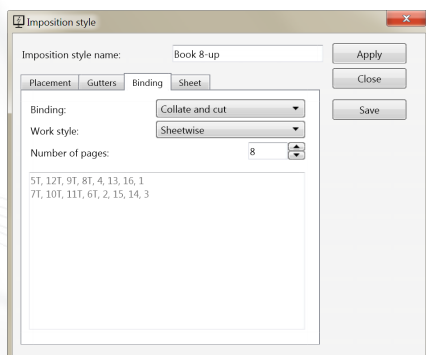 Imposition style
x
Imposition style name: Book 8-up Apply
Placement Gutters Binding Sheet Close
Binding: Collate and cut Save
Work style: Sheetwise
Number of pages: 8
5T, 12T, 9T, 8T, 4, 13, 16, 1
7T, 10T, 11T, 6T, 2, 15, 14, 3